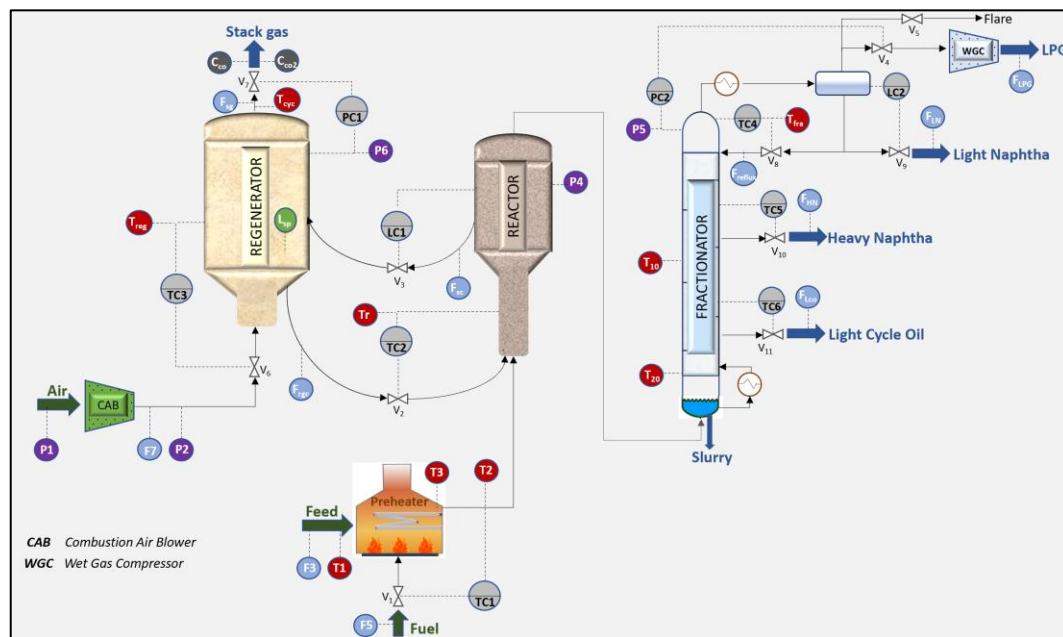 Stack gas
C_co
C_co2
V_7
F_sg
T_cyc
PC1
P6
REGENERATOR
T_reg
L_sp
TC3
V_6
Air
CAB
P1
F7
P2
F_rgc
LC1
V_3
F_sc
REACTOR
P4
Tr
TC2
V_2
Feed
F3
T1
Preheater
T3
T2
V_1
TC1
F5
Fuel
CAB Combustion Air Blower
WGC Wet Gas Compressor
V_5
Flare
V_4
WGC
LPG
F_LPG
PC2
P5
TC4
T_fra
LC2
F_LN
V_8
V_9
Light Naphtha
F_reflux
TC5
F_HN
V_10
Heavy Naphtha
T_10
FRACTIONATOR
TC6
F_Lco
V_11
Light Cycle Oil
T_20
Slurry